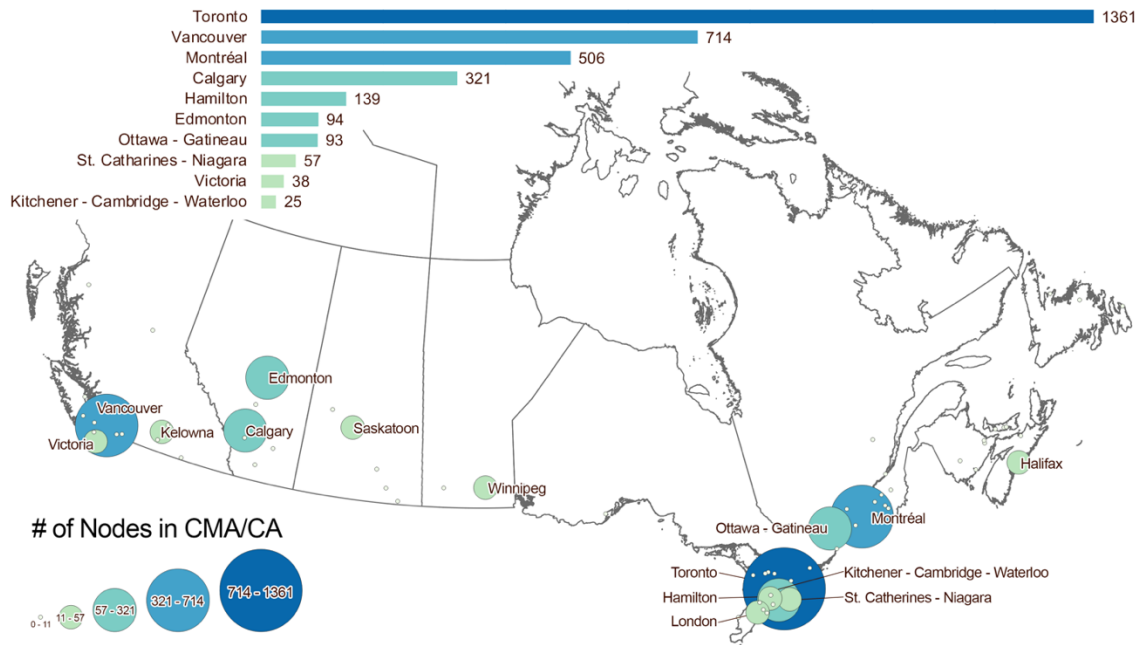 Toronto 1361
Vancouver 714
Montréal 506
Calgary 321
Hamilton 139
Edmonton 94
Ottawa - Gatineau 93
St. Catharines - Niagara 57
Victoria 38
Kitchener - Cambridge - Waterloo 25
Edmonton
Vancouver
Calgary
Saskatoon
Kelowna
Victoria
Halifax
Winpeg
Montréal
Ottawa - Gatineau
# of Nodes in CMA/CA
Toronto
Kitchener - Cambridge - Waterloo
Hamilton
St. Catherines - Niagara
London
0 - 11
11 - 57
57 - 321
321 - 714
714 - 1361